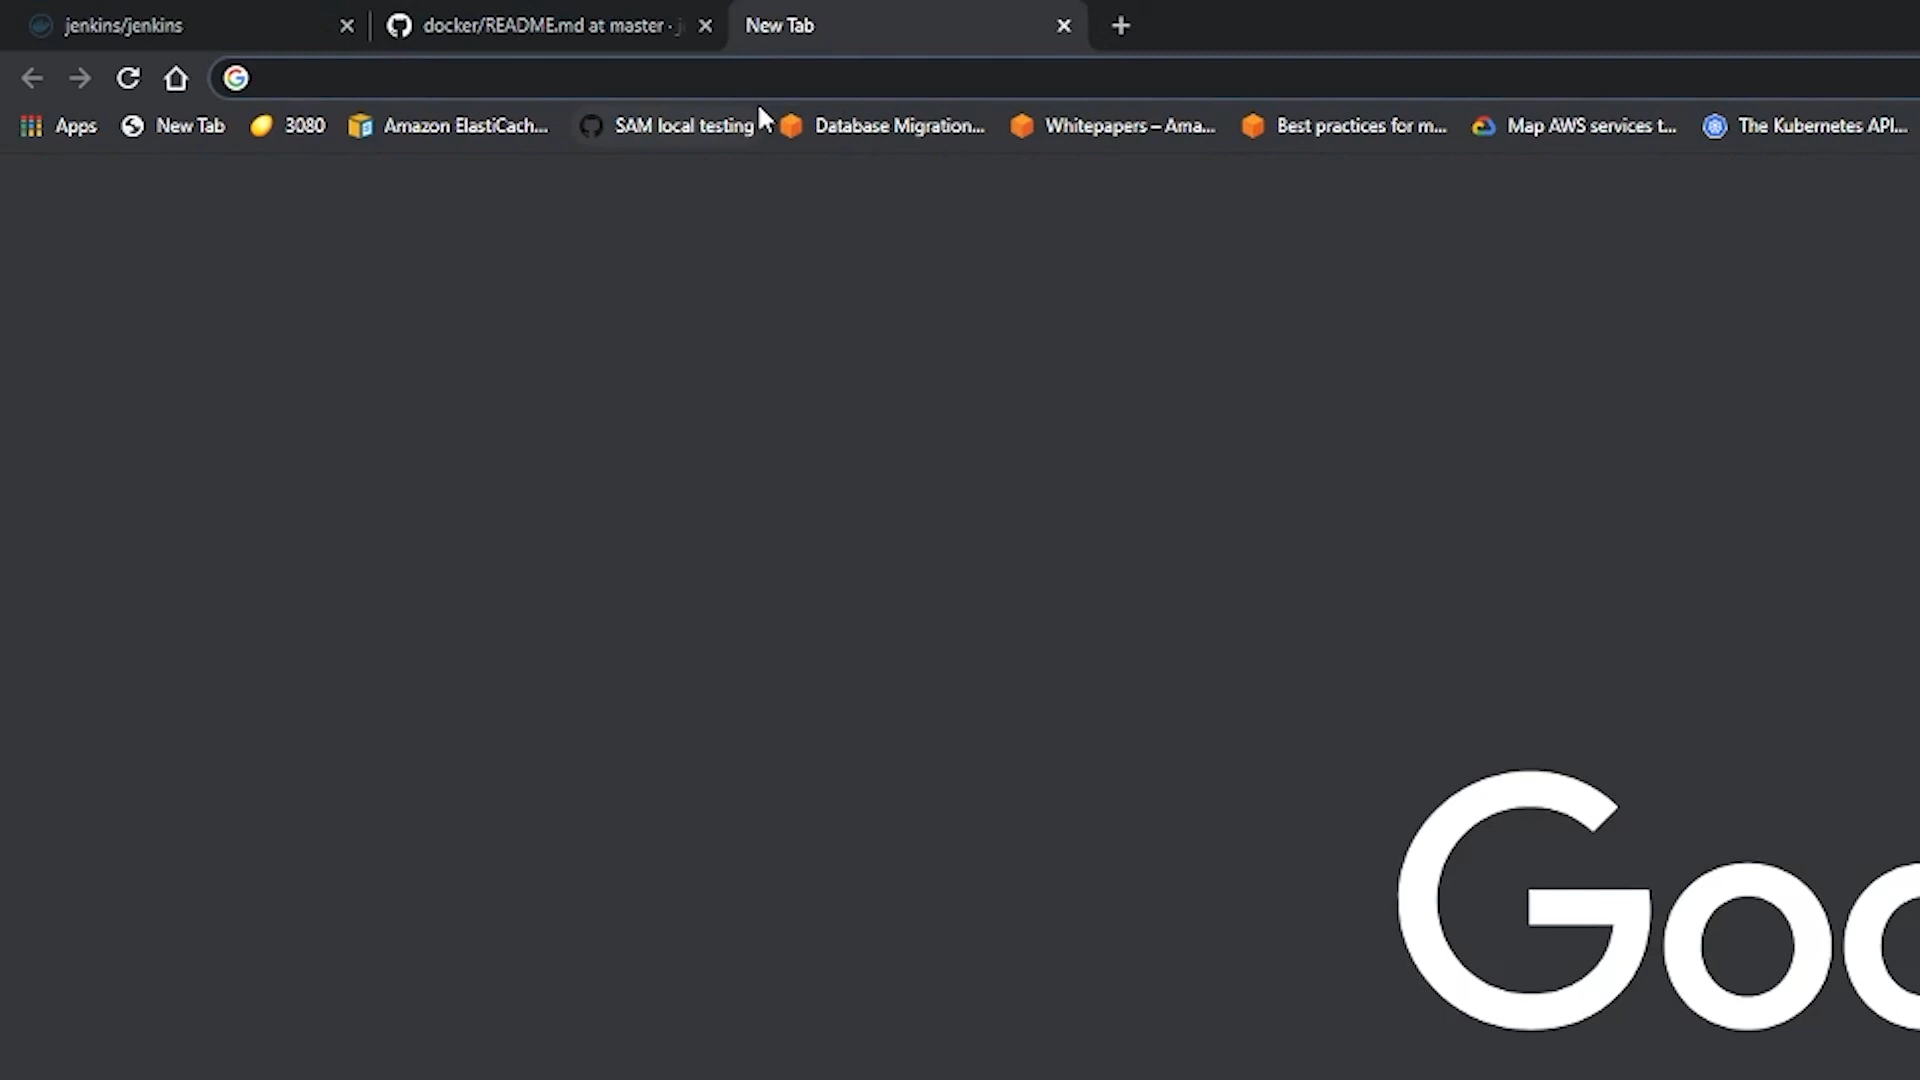 jenkins/jenkins
docker/README.md at master · j
New Tab
Apps
New Tab
3080
Amazon ElastiCach...
SAM local testing
Database Migration...
Whitepapers – Ama...
Best practices for m...
Map AWS services t...
The Kubernetes API...
Goo